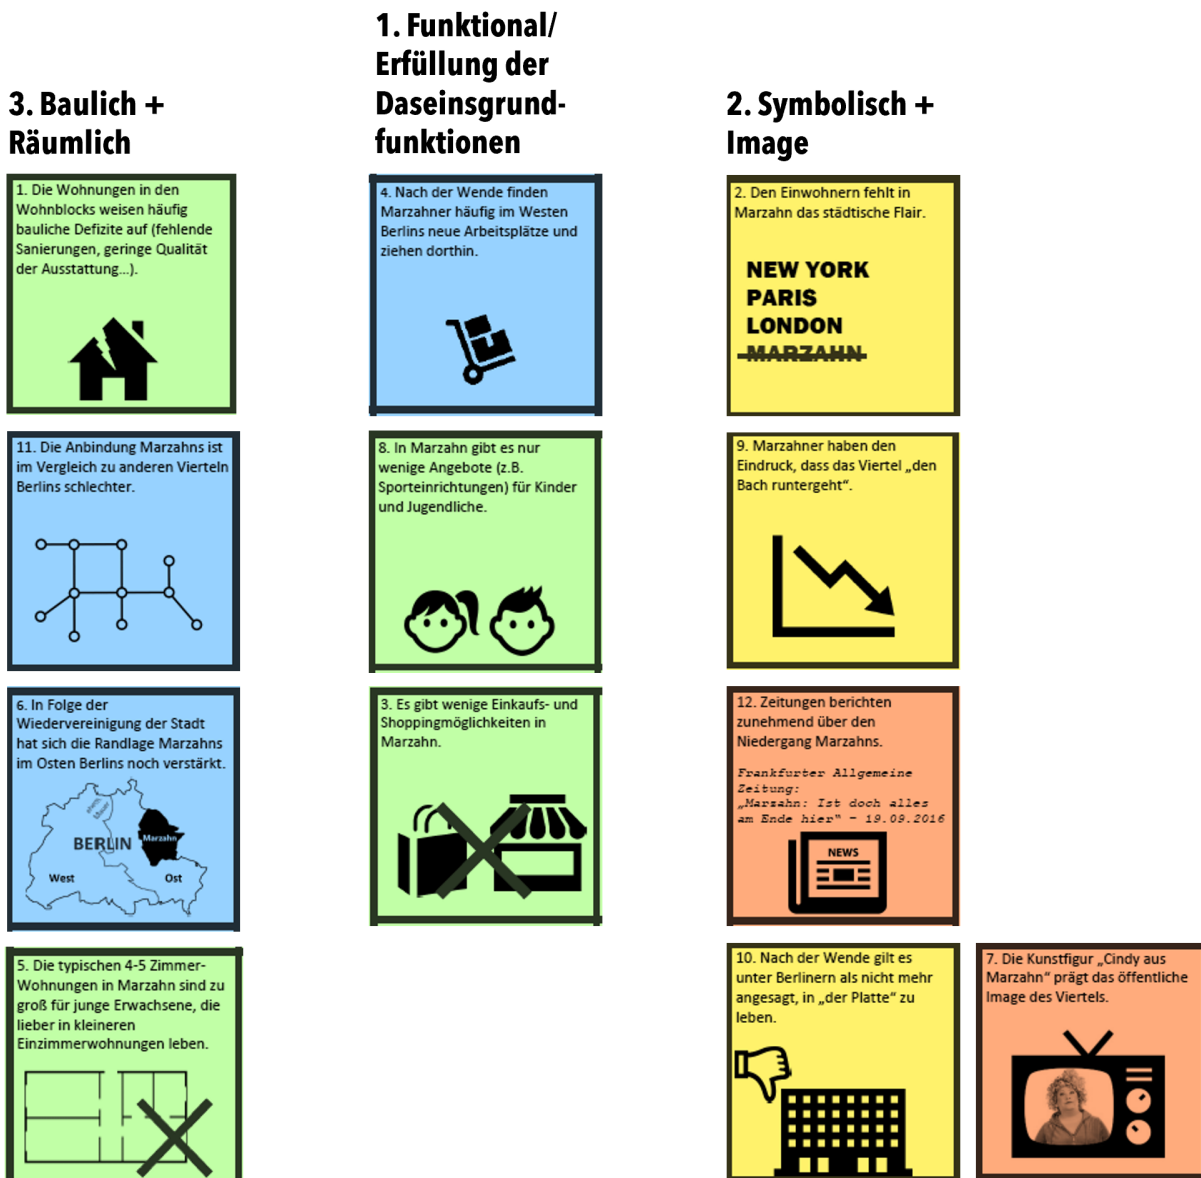 3. Baulich +
Räumlich
1. Die Wohnungen in den
Wohnblocks weisen häufig
bauliche Defizite auf (fehlende
Sanierungen, geringe Qualität
der Ausstattung...).
11. Die Anbindung Marzahns ist
im Vergleich zu anderen Vierteln
Berlins schlechter.
6. In Folge der
Wiedervereinigung der Stadt
hat sich die Randlage Marzahns
im Osten Berlins noch verstärkt.
BERLIN
Marzahn
West
Ost
5. Die typischen 4-5 Zimmer-
Wohnungen in Marzahn sind zu
groß für junge Erwachsene, die
lieber in kleineren
Einzimmerwohnungen leben.
1. Funktional/
Erfüllung der
Daseinsgrund-
funktionen
4. Nach der Wende finden
Marzahner häufig im Westen
Berlins neue Arbeitsplätze und
ziehen dorthin.
8. In Marzahn gibt es nur
wenige Angebote (z.B.
Sporteinrichtungen) für Kinder
und Jugendliche.
3. Es gibt wenige Einkaufs- und
Shoppingmöglichkeiten in
Marzahn.
2. Symbolisch +
Image
2. Den Einwohnern fehlt in
Marzahn das städtische Flair.
NEW YORK
PARIS
LONDON
MARZAHN
9. Marzahner haben den
Eindruck, dass das Viertel „den
Bach runtergeht“.
12. Zeitungen berichten
zunehmend über den
Niedergang Marzahns.
Frankfurter Allgemeine
Zeitung:
„Marzahn: Ist doch alles
am Ende hier“ – 19.09.2016
NEWS
10. Nach der Wende gilt es
unter Berlinern als nicht mehr
angesagt, in „der Platte“ zu
leben.
7. Die Kunstfigur „Cindy aus
Marzahn“ prägt das öffentliche
Image des Viertels.